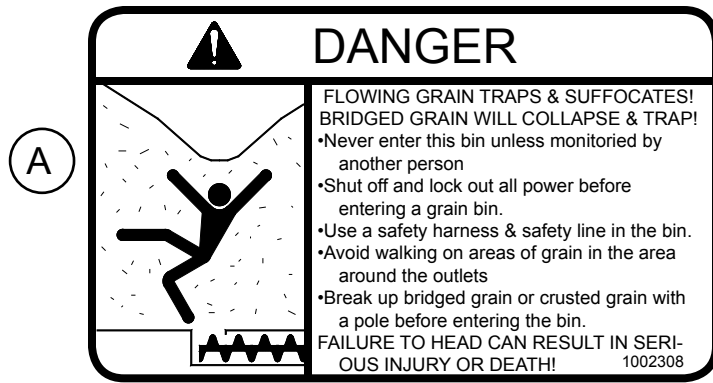 DANGER
A
FLOWING GRAIN TRAPS & SUFFOCATES!
BRIDGED GRAIN WILL COLLAPSE & TRAP!
•Never enter this bin unless monitoried by
another person
•Shut off and lock out all power before
entering a grain bin.
•Use a safety harness & safety line in the bin.
•Avoid walking on areas of grain in the area
around the outlets
•Break up bridged grain or crusted grain with
a pole before entering the bin.
FAILURE TO HEAD CAN RESULT IN SERI-
OUS INJURY OR DEATH! 1002308